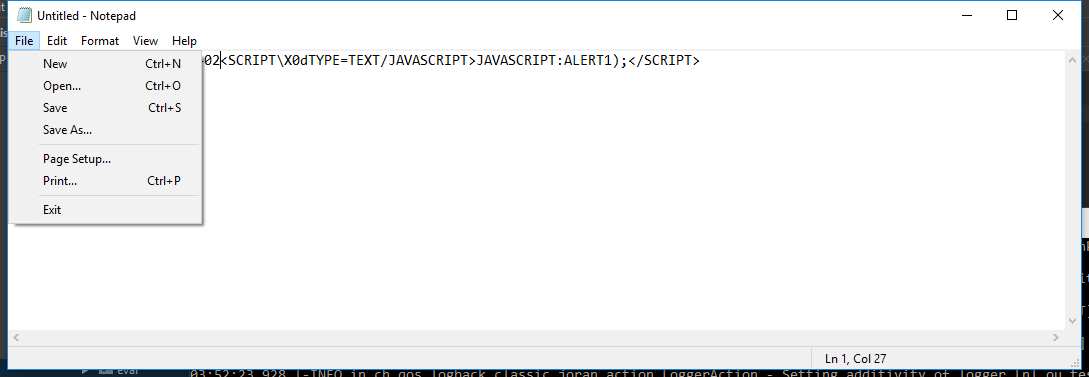 Untitled - Notepad
File Edit Format View Help
02<SCRIPT\X0dTYPE=TEXT/JAVASCRIPT>JAVASCRIPT:ALERT1);</SCRIPT>
New Ctrl+N
Open... Ctrl+O
Save Ctrl+S
Save As...
Page Setup...
Print... Ctrl+P
Exit
Ln 1, Col 27
eval
03:52:23,928 |-INFO in ch.qos.logback.classic.joran.action.LoggerAction - Setting additivity of logger